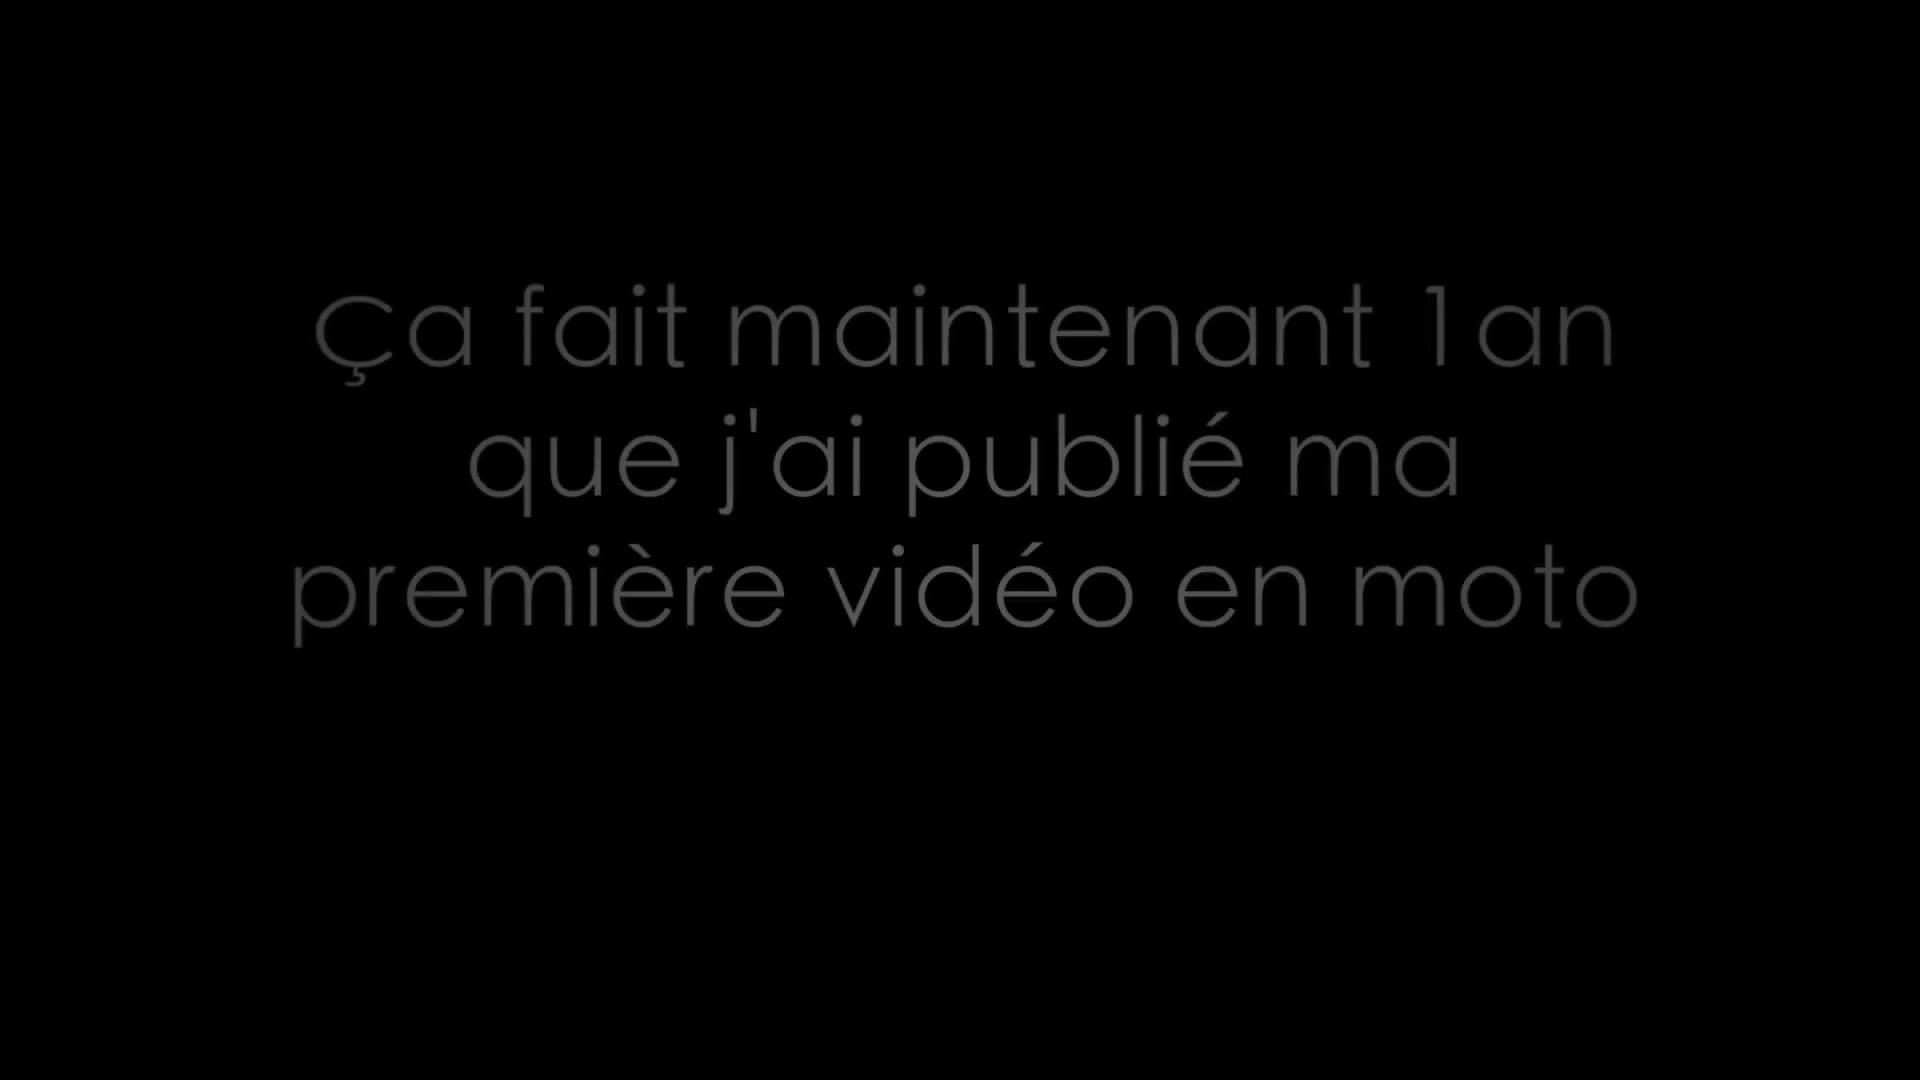 Ça fait maintenant 1an
que j'ai publié ma
première vidéo en moto